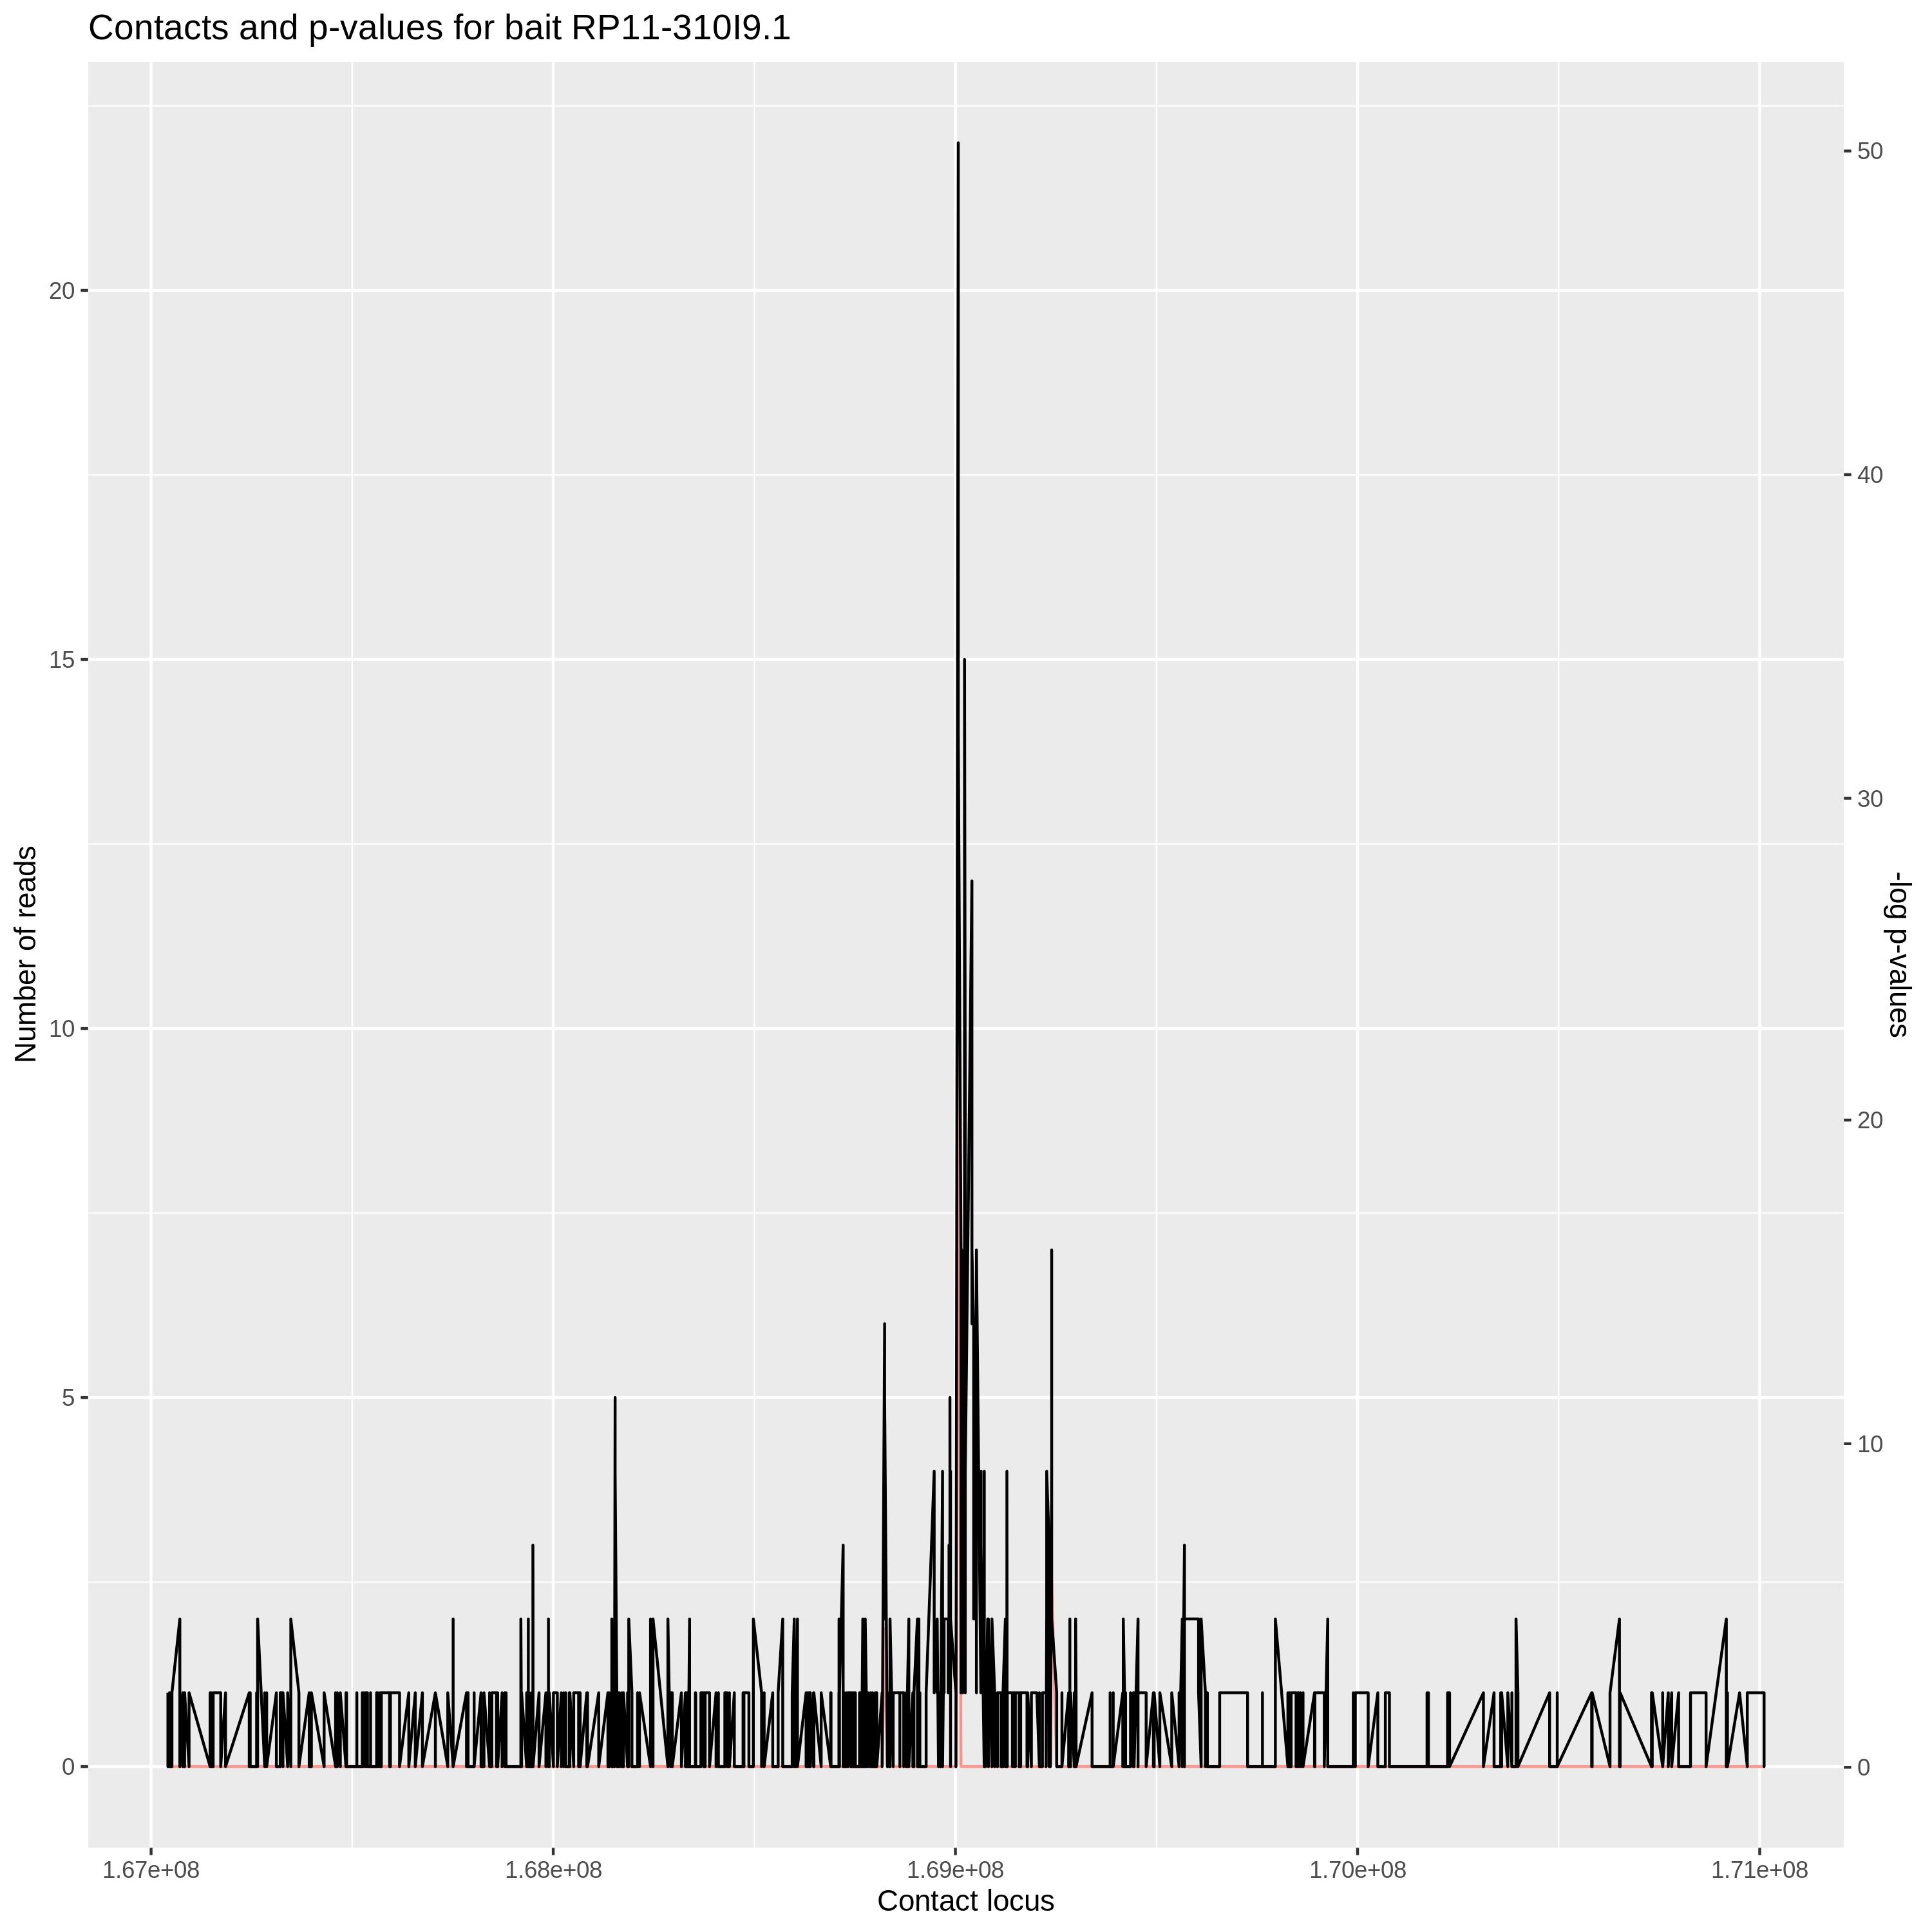 Contacts and p-values for bait RP11-310I9.1
Number of reads
20
15
10
5
0
50
40
30
20
10
0
-log p-values
1.67e+08
1.68e+08
1.69e+08
1.70e+08
1.71e+08
Contact locus